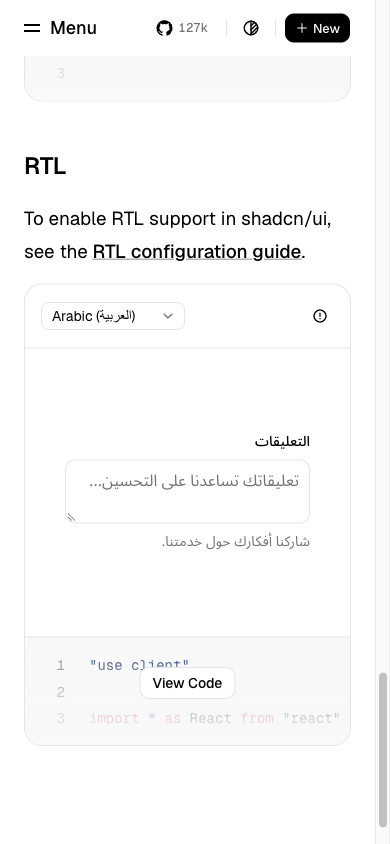 Menu
127k
New
3
RTL
To enable RTL support in shadcn/ui,
see the RTL configuration guide.
Arabic (العربية)
التعليقات
تعليقاتك تساعدنا على التحسين...
شاركنا أفكارك حول خدمتنا.
1 "use client"
View Code
2
3 import * as React from "react"